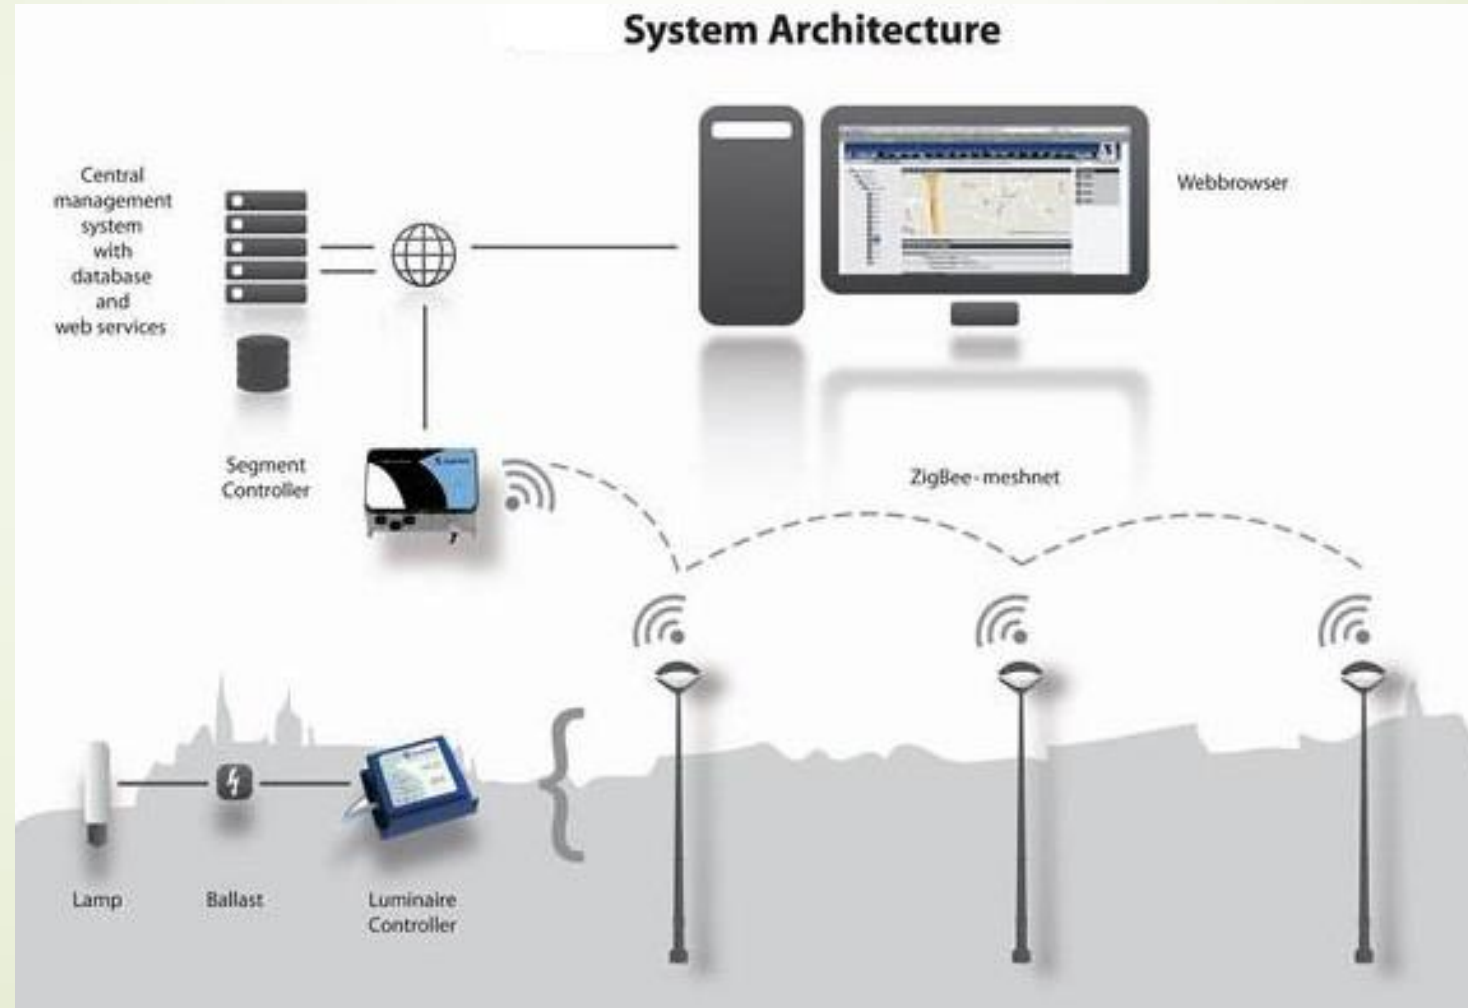 System Architecture
Central
management
system
with
database
and
web services
Webbrowser
Segment
Controller
ZigBee-meshnet
Lamp
Ballast
Luminaire
Controller